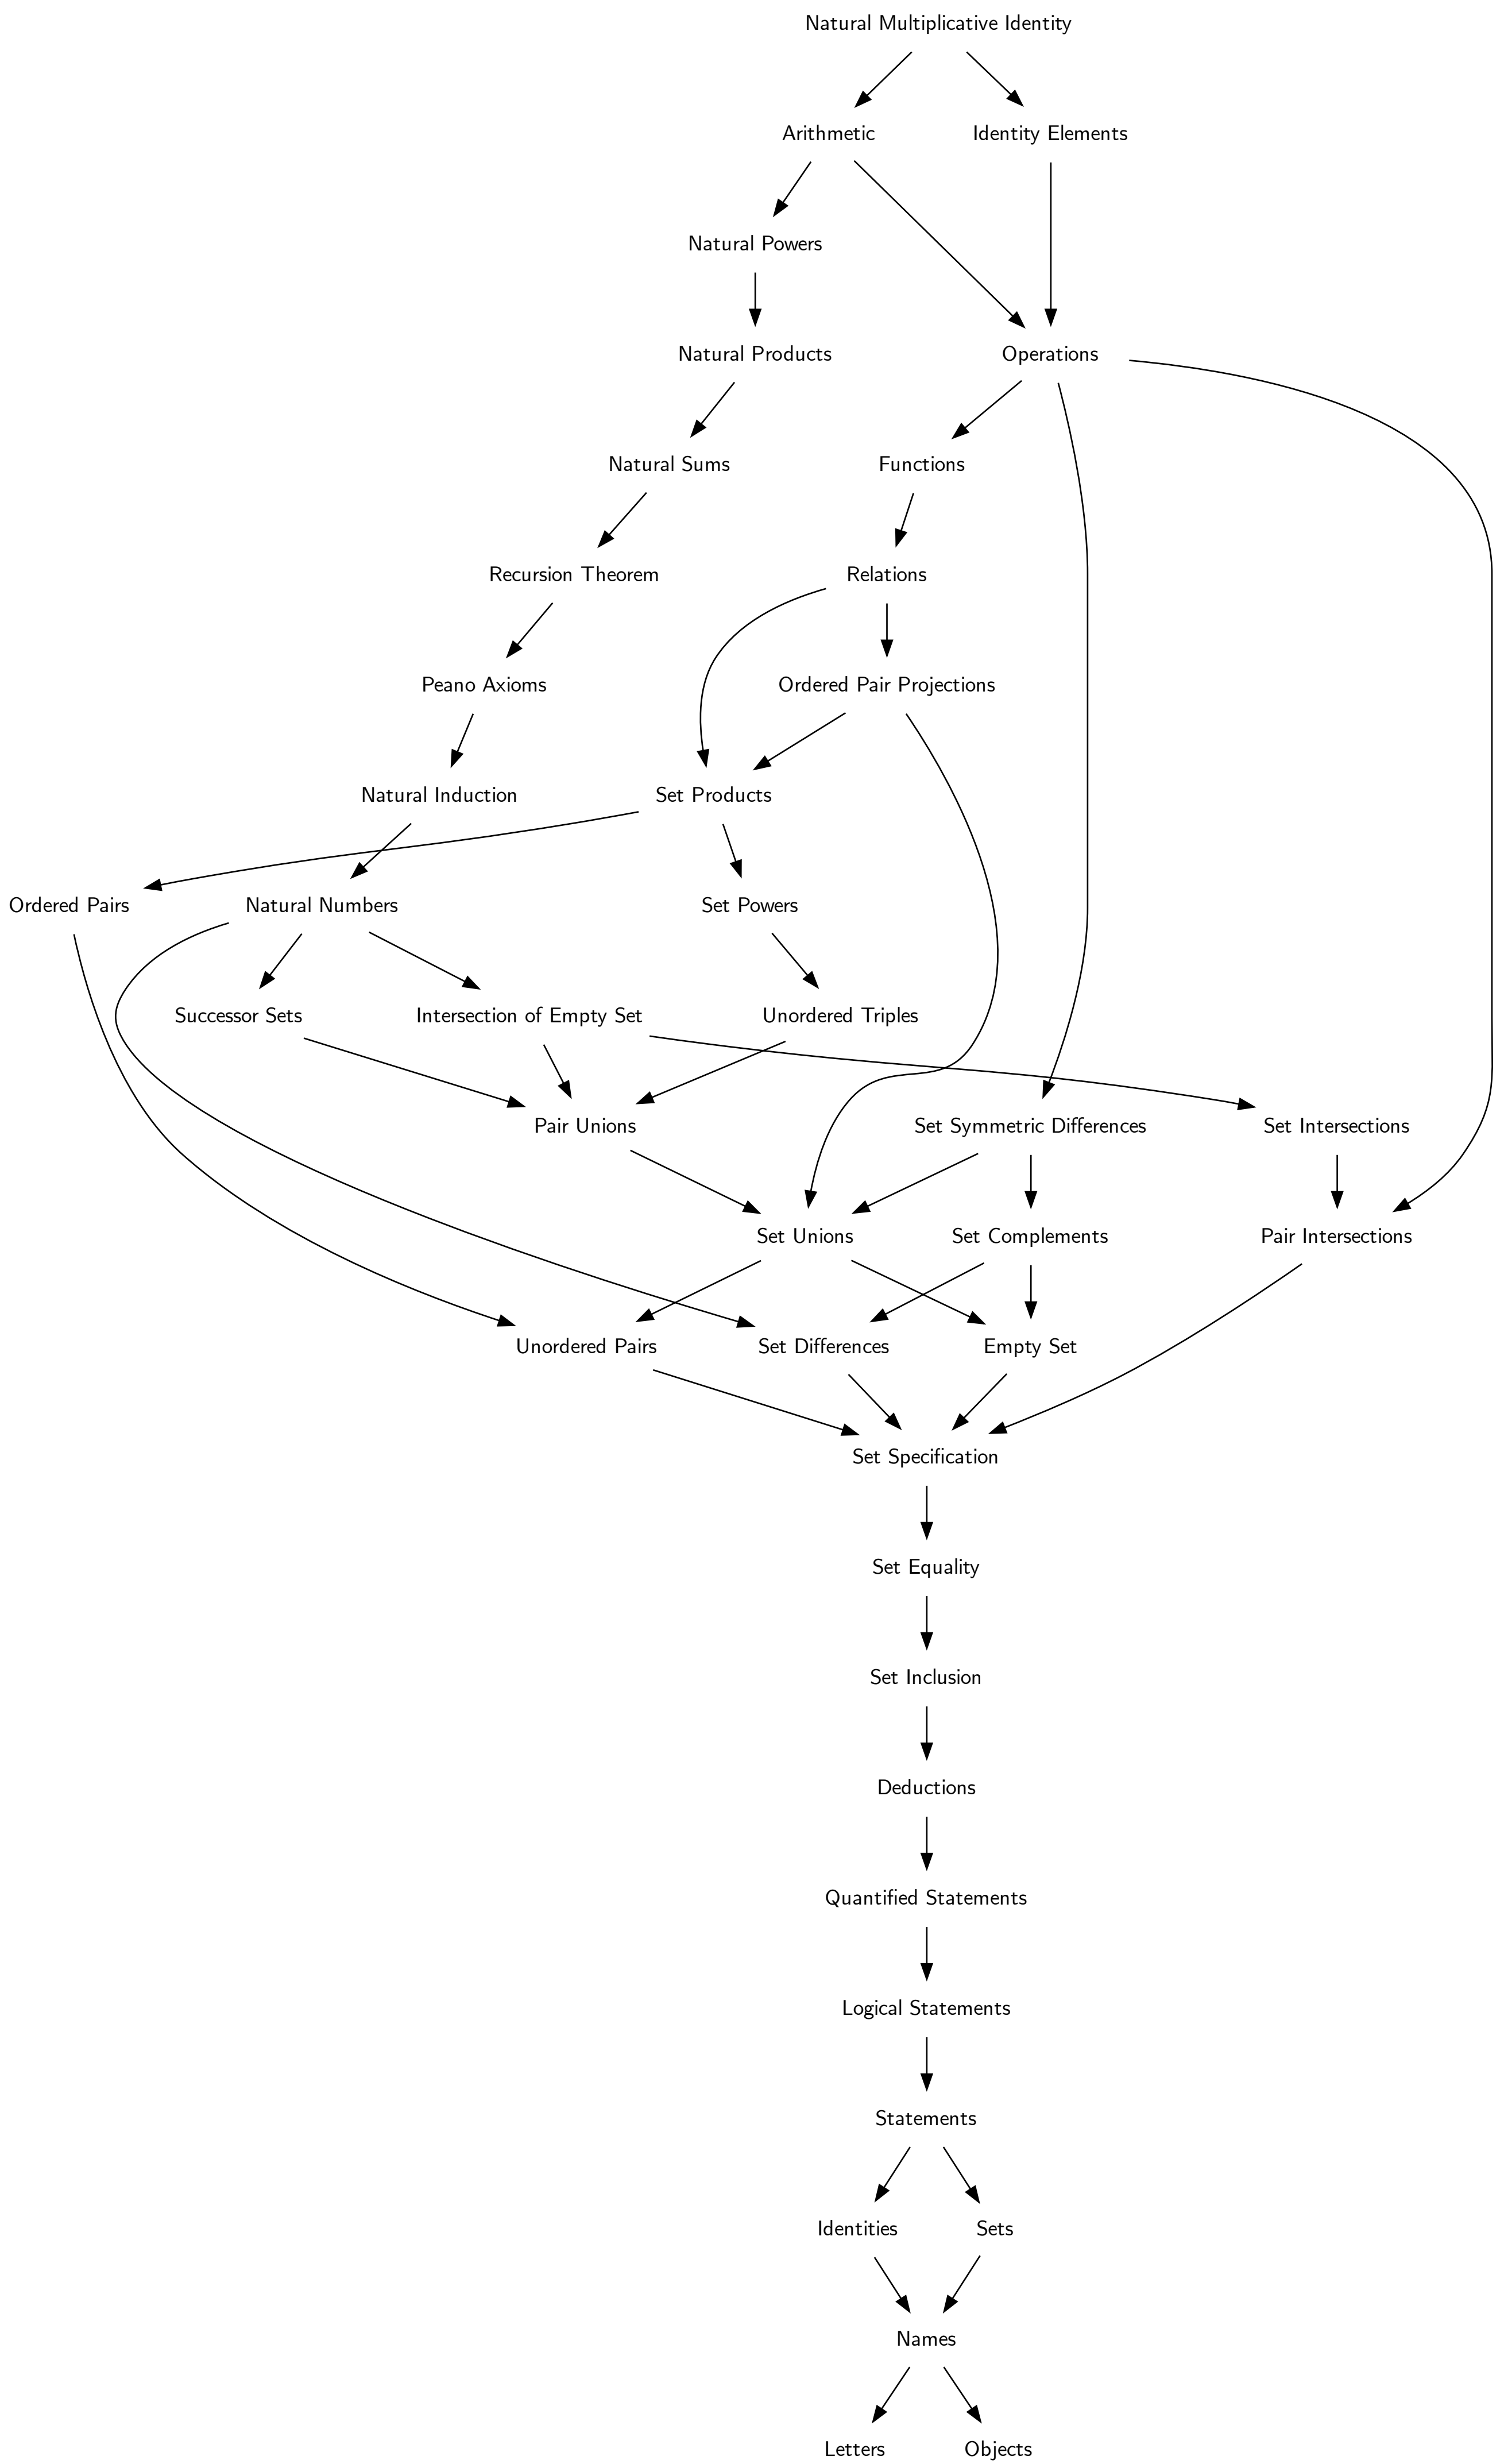 Natural Multiplicative Identity
Arithmetic
Identity Elements
Natural Powers
Natural Products
Operations
Natural Sums
Functions
Recursion Theorem
Relations
Peano Axioms
Ordered Pair Projections
Natural Induction
Set Products
Ordered Pairs
Natural Numbers
Set Powers
Successor Sets
Intersection of Empty Set
Unordered Triples
Pair Unions
Set Symmetric Differences
Set Intersections
Set Unions
Set Complements
Pair Intersections
Unordered Pairs
Set Differences
Empty Set
Set Specification
Set Equality
Set Inclusion
Deductions
Quantified Statements
Logical Statements
Statements
Identities
Sets
Names
Letters
Objects